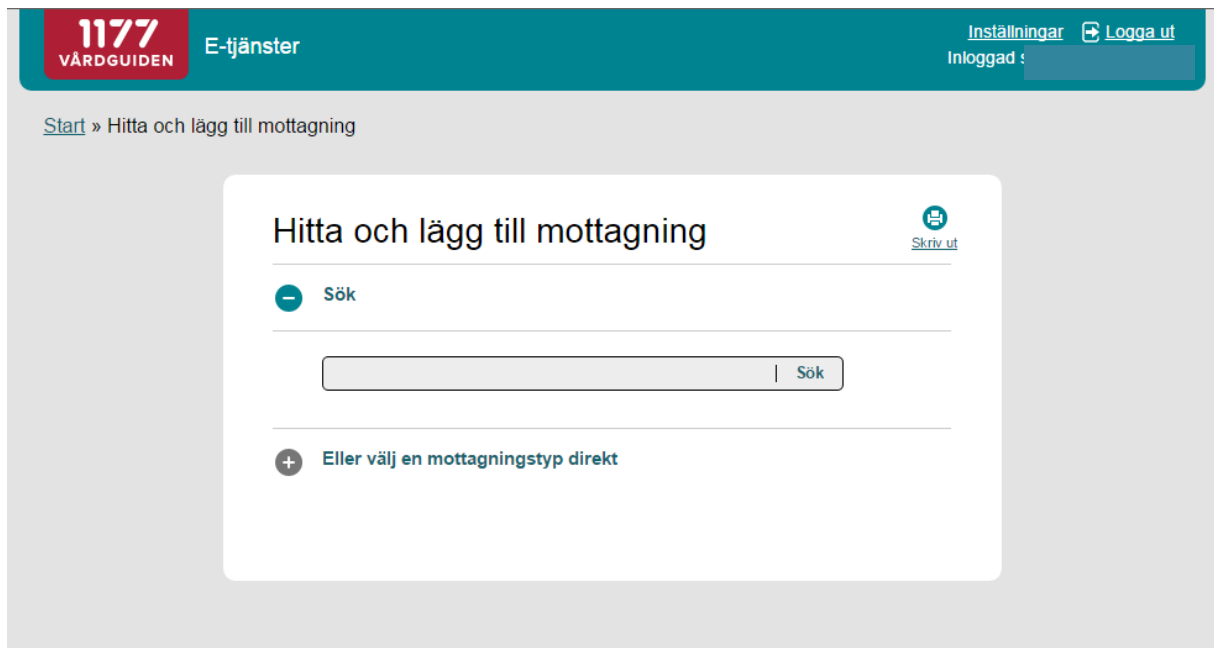 1177
VÅRDGUIDEN
E-tjänster
Inställningar Logga ut
Inloggad
Start » Hitta och lägg till mottagning
Hitta och lägg till mottagning
Skriv ut
Sök
Sök
Eller välj en mottagningstyp direkt